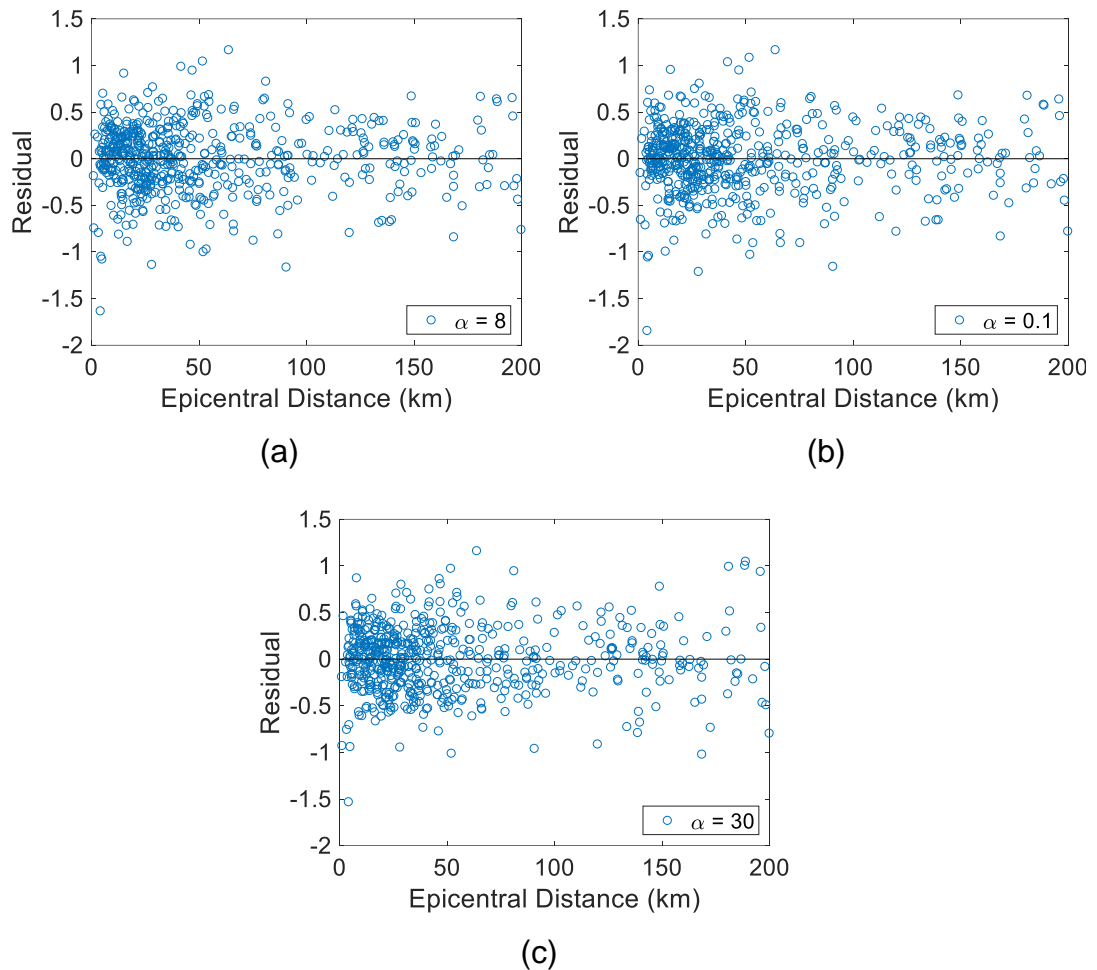 1.5
1
0.5
0
-0.5
-1
-1.5
-2
Residual
0 50 100 150 200
Epicentral Distance (km)
α = 8
(a)
1.5
1
0.5
0
-0.5
-1
-1.5
-2
Residual
0 50 100 150 200
Epicentral Distance (km)
α = 0.1
(b)
1.5
1
0.5
0
-0.5
-1
-1.5
-2
Residual
0 50 100 150 200
Epicentral Distance (km)
α = 30
(c)